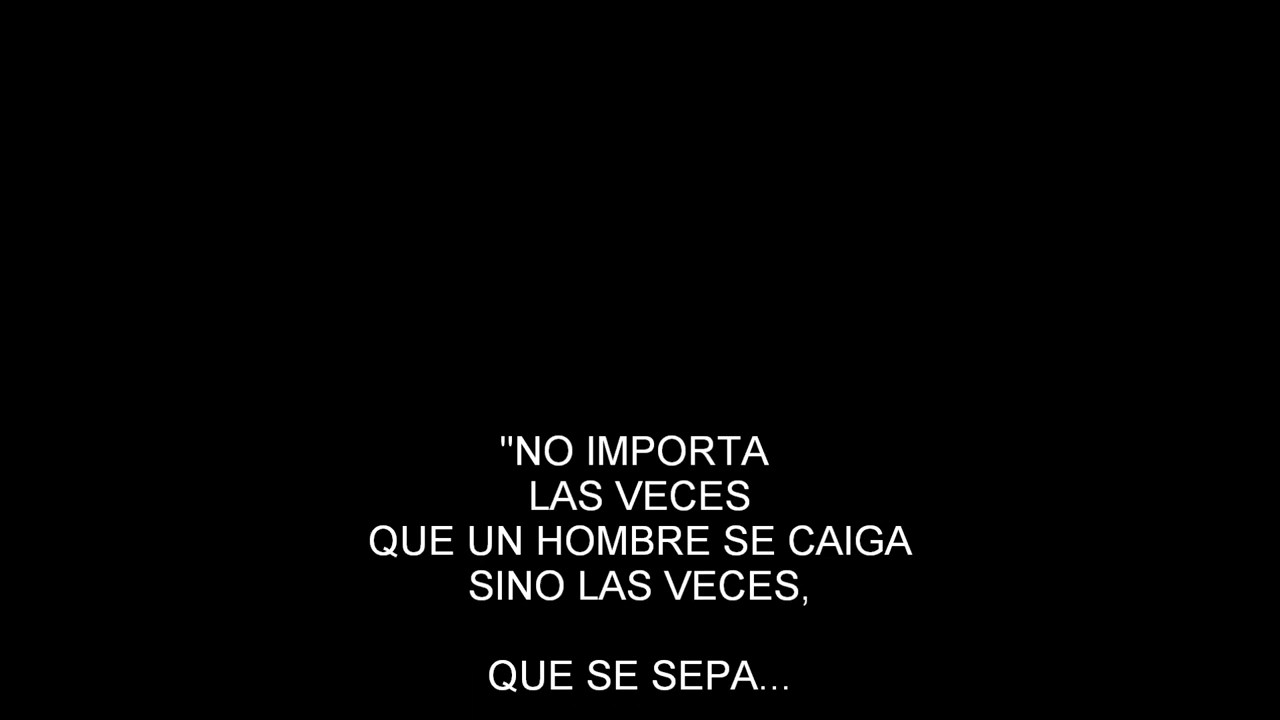 "NO IMPORTA
LAS VECES
QUE UN HOMBRE SE CAIGA
SINO LAS VECES,
QUE SE SEPA...